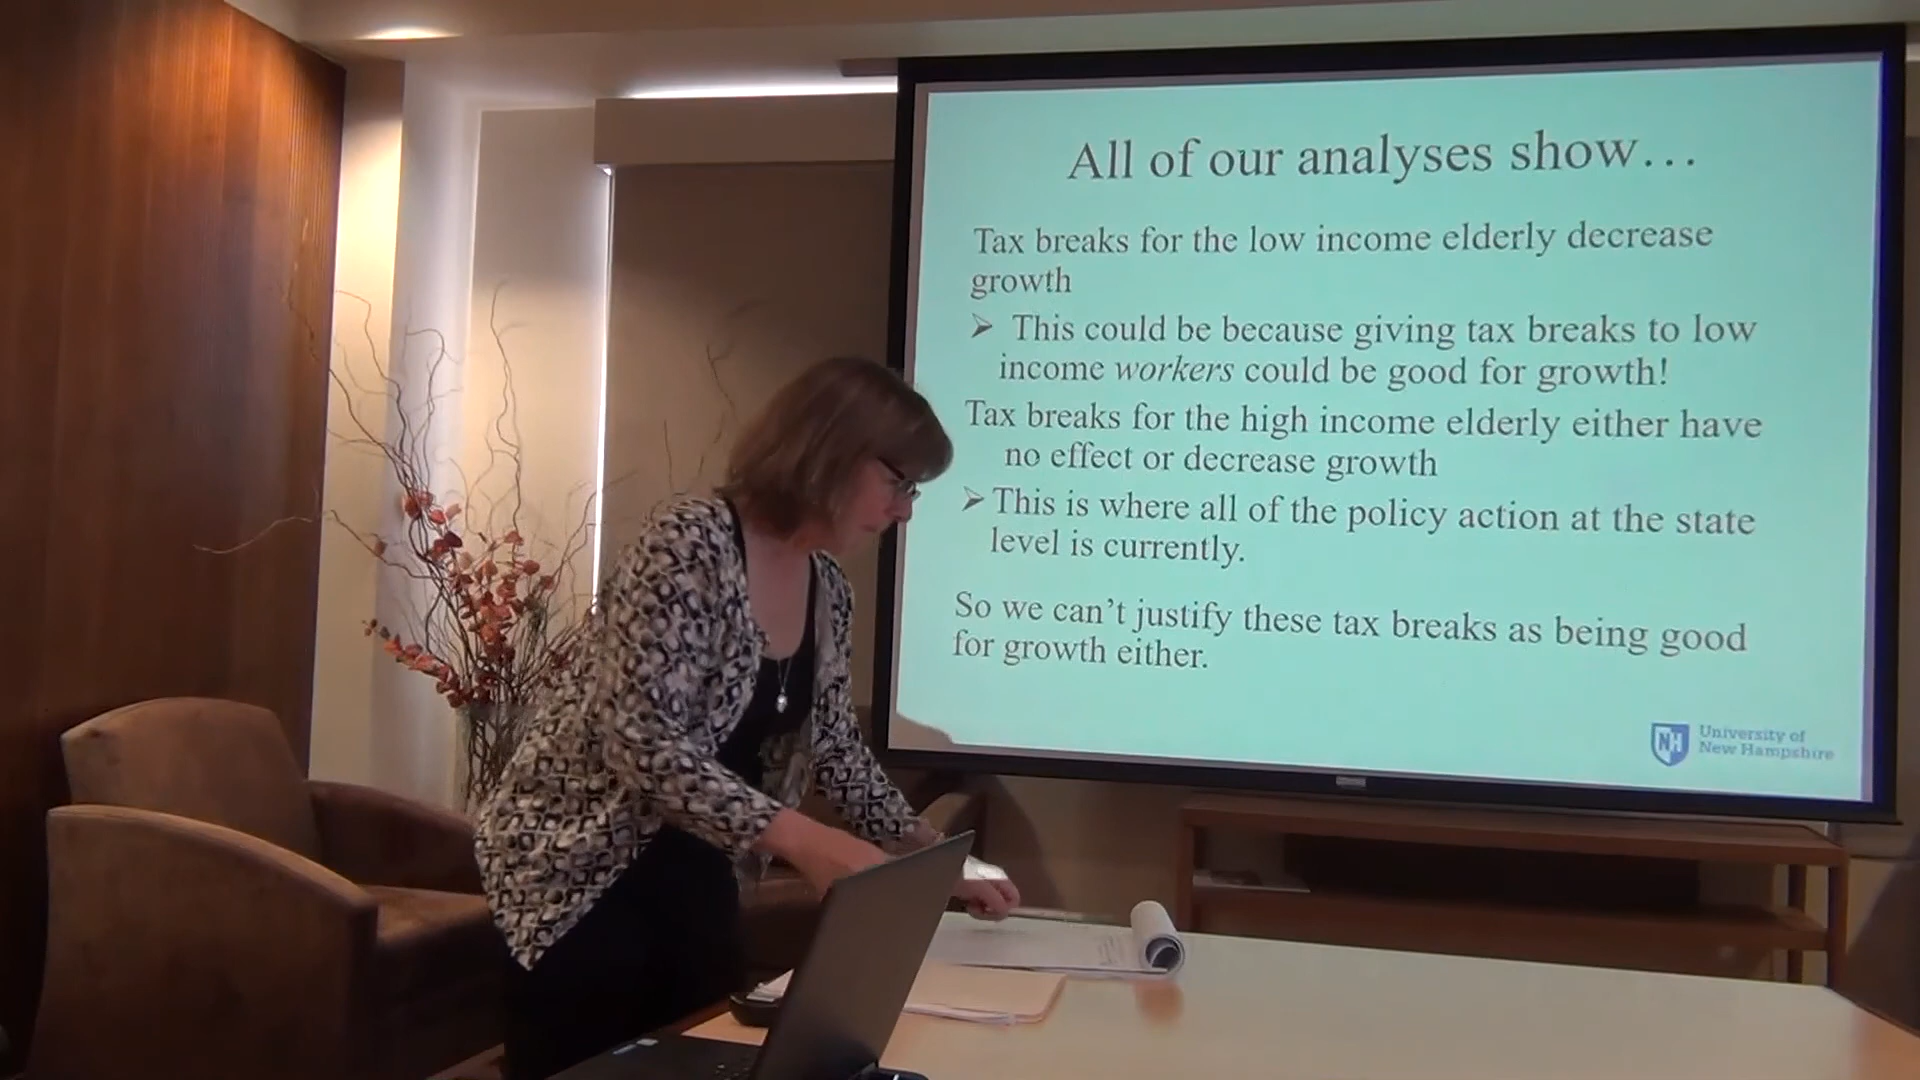 All of our analyses show…
Tax breaks for the low income elderly decrease
growth
➢ This could be because giving tax breaks to low
income workers could be good for growth!
Tax breaks for the high income elderly either have
no effect or decrease growth
➢ This is where all of the policy action at the state
level is currently.
So we can’t justify these tax breaks as being good
for growth either.
NH
University of
New Hampshire